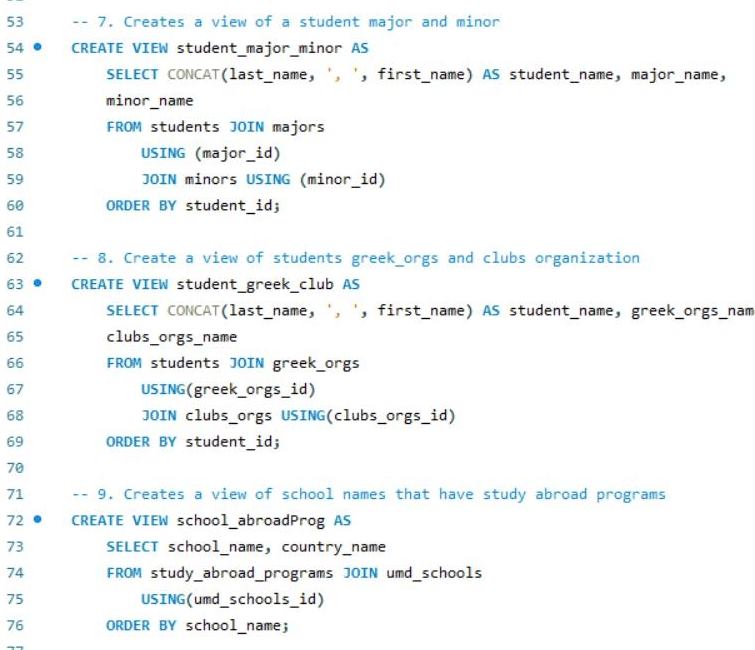 53 -- 7. Creates a view of a student major and minor
54 CREATE VIEW student_major_minor AS
55 SELECT CONCAT(last_name, ', ', first_name) AS student_name, major_name,
56 minor_name
57 FROM students JOIN majors
58 USING (major_id)
59 JOIN minors USING (minor_id)
60 ORDER BY student_id;
61
62 -- 8. Create a view of students greek_orgs and clubs organization
63 CREATE VIEW student_greek_club AS
64 SELECT CONCAT(last_name, ', ', first_name) AS student_name, greek_orgs_nam
65 clubs_orgs_name
66 FROM students JOIN greek_orgs
67 USING(greek_orgs_id)
68 JOIN clubs_orgs USING(clubs_orgs_id)
69 ORDER BY student_id;
70
71 -- 9. Creates a view of school names that have study abroad programs
72 CREATE VIEW school_abroadProg AS
73 SELECT school_name, country_name
74 FROM study_abroad_programs JOIN umd_schools
75 USING(umd_schools_id)
76 ORDER BY school_name;